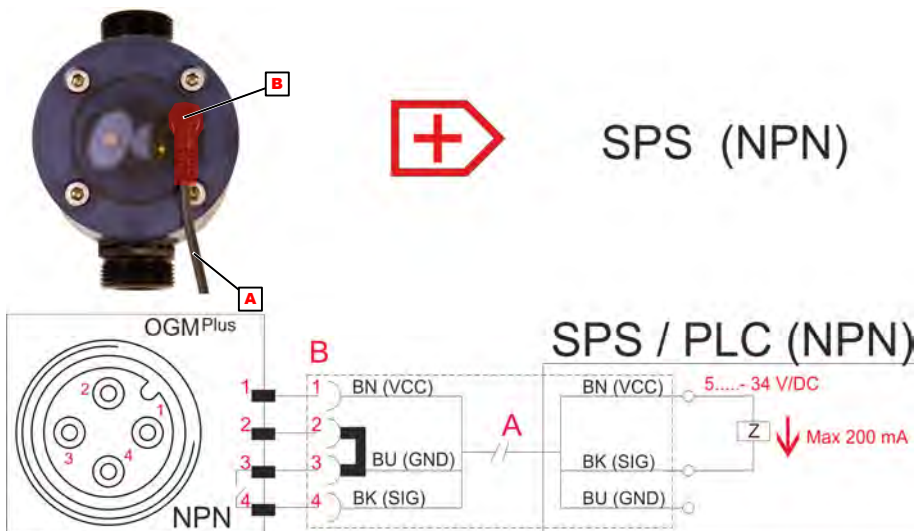 B
SPS (NPN)
A
OGM Plus
SPS / PLC (NPN)
B
1 1 BN (VCC)
BN (VCC)
5.....- 34 V/DC
2
1
2 2
A
Z
Max 200 mA
3
4
3 3 BU (GND)
BK (SIG)
NPN
4 4 BK (SIG)
BU (GND)